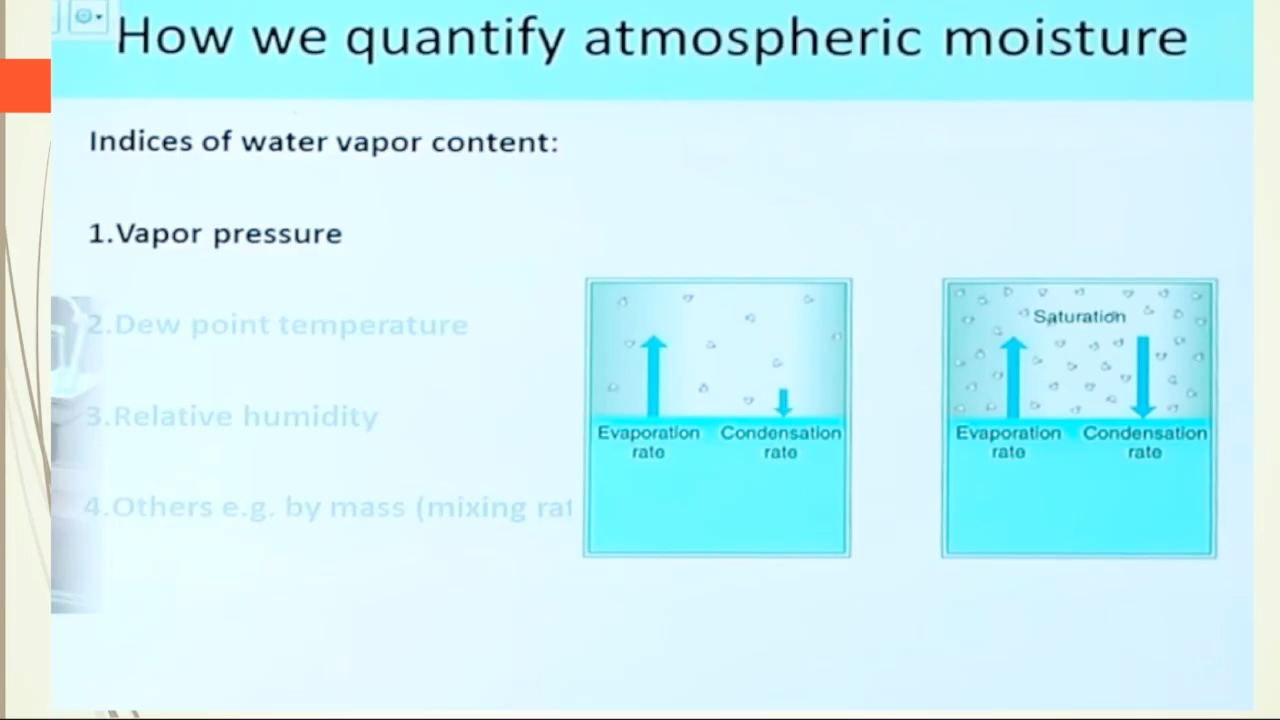 How we quantify atmospheric moisture
Indices of water vapor content:
1.Vapor pressure
2.Dew point temperature
3.Relative humidity
4.Others e.g. by mass (mixing rat
Evaporation
rate
Condensation
rate
Saturation
Evaporation
rate
Condensation
rate